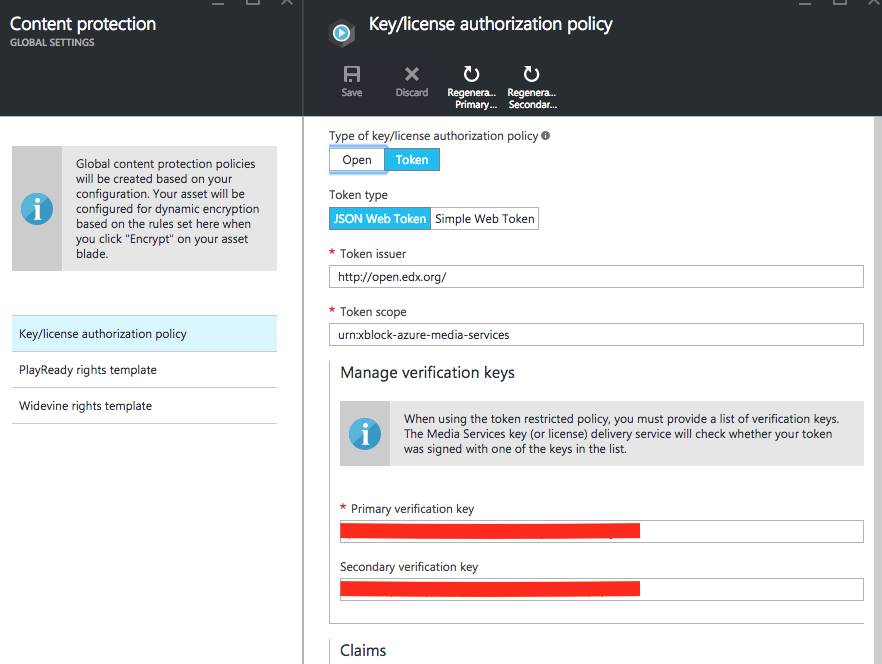 Content protection
GLOBAL SETTINGS
Global content protection policies
will be created based on your
configuration. Your asset will be
configured for dynamic encryption
based on the rules set here when
you click "Encrypt" on your asset
blade.
Key/license authorization policy
PlayReady rights template
Widevine rights template
Key/license authorization policy
Save
Discard
Regenera...
Primary...
Regenera...
Secondar...
Type of key/license authorization policy
Open
Token
Token type
JSON Web Token
Simple Web Token
* Token issuer
http://open.edx.org/
* Token scope
urn:xblock-azure-media-services
Manage verification keys
When using the token restricted policy, you must provide a list of verification keys.
The Media Services key (or license) delivery service will check whether your token
was signed with one of the keys in the list.
* Primary verification key
Secondary verification key
Claims